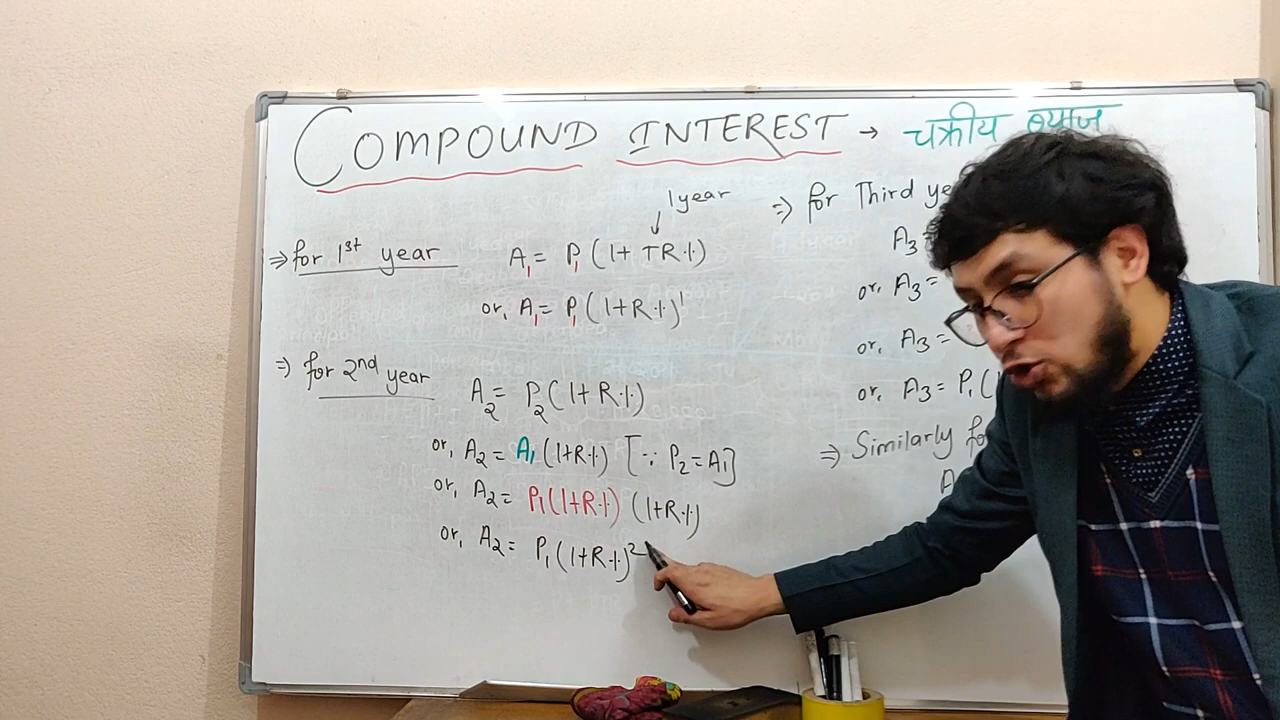 COMPOUND INTEREST → चक्रीय ब्याज
1 year
⇒ for 1st year A₁ = P₁ (1 + TR%)
or, A₁ = P₁ (1+R%)¹
⇒ for 2nd year A₂ = P₂ (1 + R%)
or, A₂ = A₁ (1+R%) [∵ P₂ = A₁]
or, A₂ = P₁(1+R%) (1+R%)
or, A₂ = P₁ (1+R%)²
⇒ for Third
A₃ =
or, A₃ =
or, A₃ =
or, A₃ = P₁ (
⇒ Similarly
A